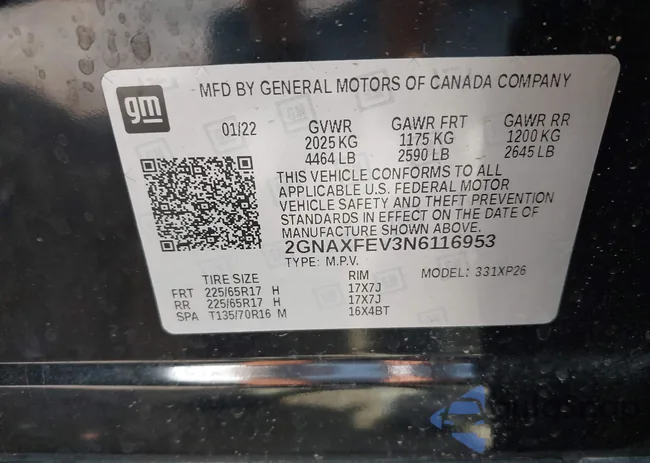 gm
MFD BY GENERAL MOTORS OF CANADA COMPANY
01/22 GVWR GAWR FRT GAWR RR
2025 KG 1175 KG 1200 KG
4464 LB 2590 LB 2645 LB
THIS VEHICLE CONFORMS TO ALL
APPLICABLE U.S. FEDERAL MOTOR
VEHICLE SAFETY AND THEFT PREVENTION
STANDARDS IN EFFECT ON THE DATE OF
MANUFACTURE SHOWN ABOVE.
2GNAXFEV3N6116953
TYPE: M.P.V. MODEL: 331XP26
TIRE SIZE RIM
FRT 225/65R17 H 17X7J
RR 225/65R17 H 17X7J
SPA T135/70R16 M 16X4BT